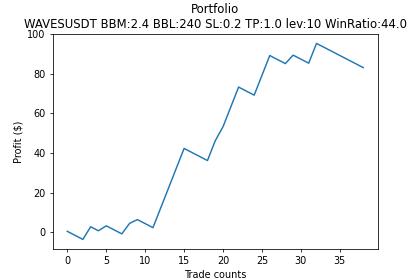 Portfolio
WAVESUSDT BBM:2.4 BBL:240 SL:0.2 TP:1.0 lev:10 WinRatio:44.0
100
80
60
40
20
0
Profit ($)
0 5 10 15 20 25 30 35
Trade counts